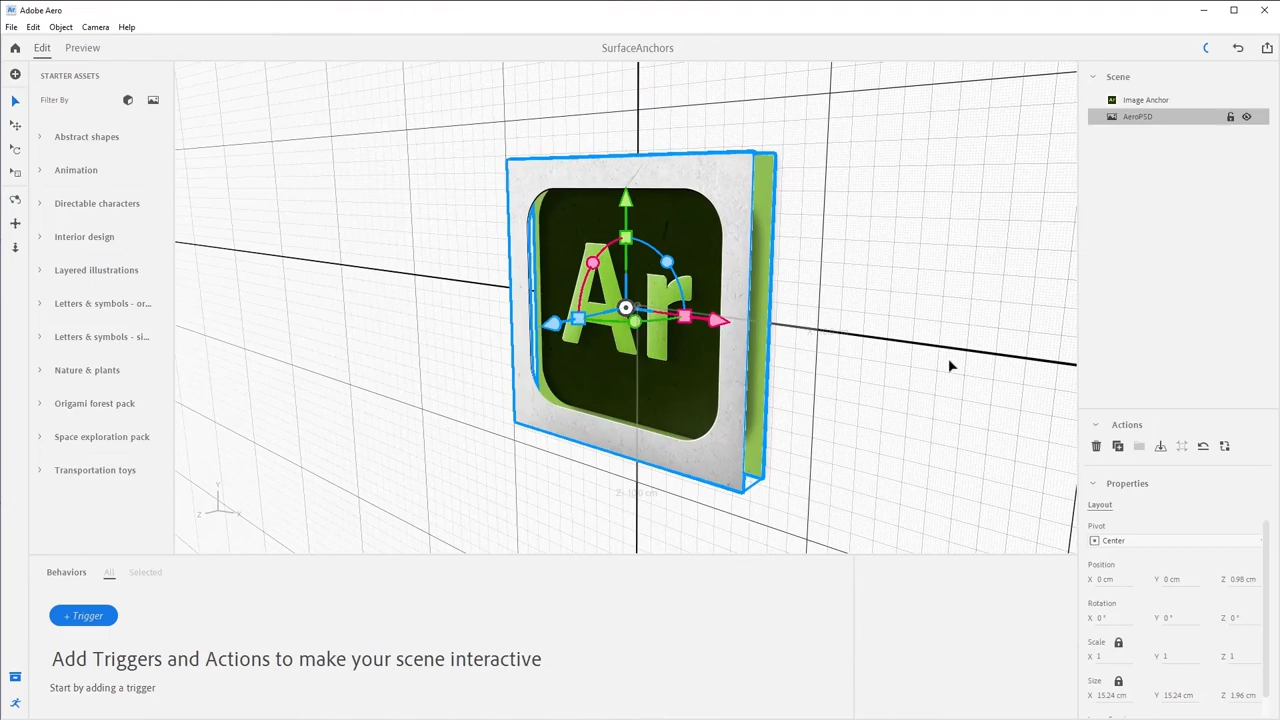 Adobe Aero
File Edit Object Camera Help
Edit Preview SurfaceAnchors
STARTER ASSETS
Filter By
Abstract shapes
Animation
Directable characters
Interior design
Layered illustrations
Letters & symbols - or...
Letters & symbols - si...
Nature & plants
Origami forest pack
Space exploration pack
Transportation toys
Ar
Y
Z X
Scene
Image Anchor
AeroPSD
Actions
Properties
Layout
Pivot
Center
Position
X 0 cm Y 0 cm Z 0.98 cm
Rotation
X 0° Y 0° Z 0°
Scale
X 1 Y 1 Z 1
Size
X 15.24 cm Y 15.24 cm Z 1.96 cm
Behaviors All Selected
+ Trigger
Add Triggers and Actions to make your scene interactive
Start by adding a trigger